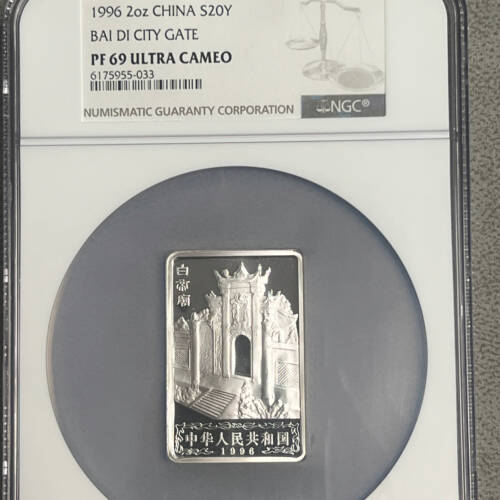 1996 2oz CHINA S20Y
BAI DI CITY GATE
PF 69 ULTRA CAMEO
6175955-033
NUMISMATIC GUARANTY CORPORATION
NGC®
白帝廟
中华人民共和国
1996